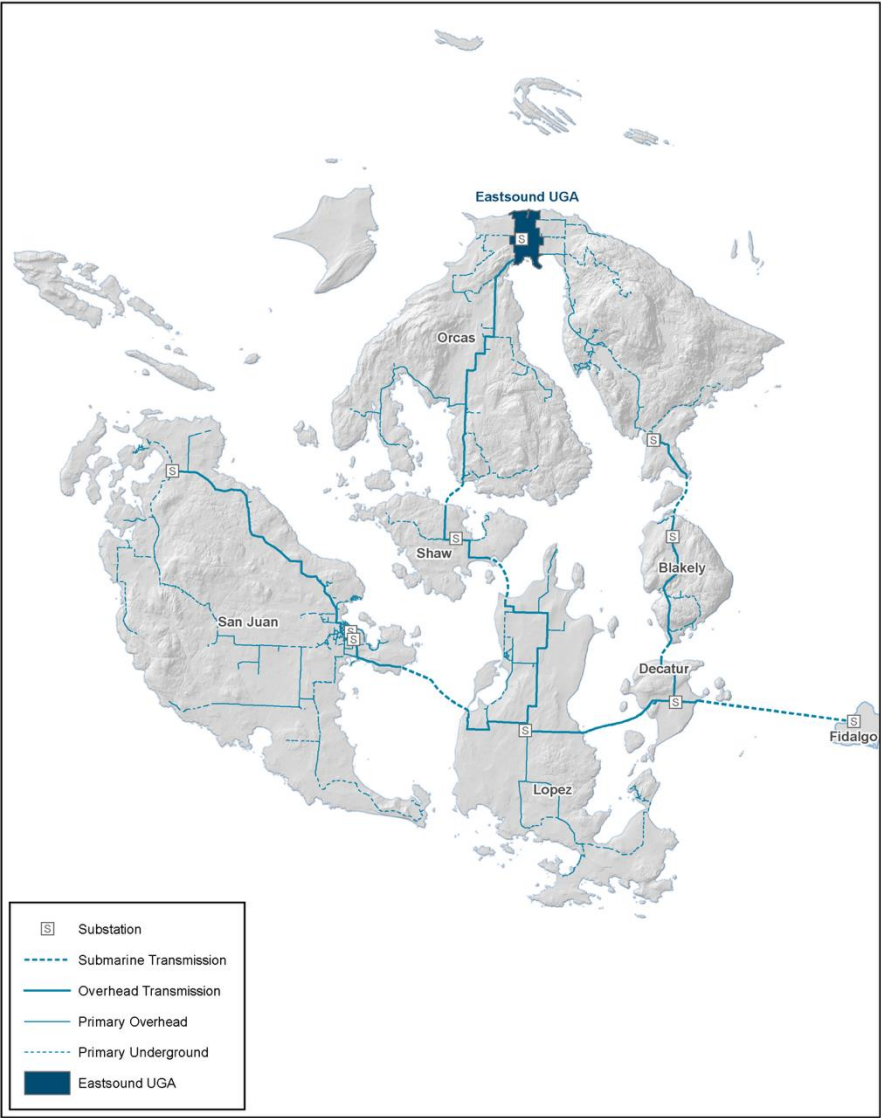 Eastsound UGA
S
Orcas
S
S
S
Shaw
S
Blakely
San Juan
S
S
Decatur
S
S
Fidalgo
S
Lopez
S Substation
Submarine Transmission
Overhead Transmission
Primary Overhead
Primary Underground
Eastsound UGA